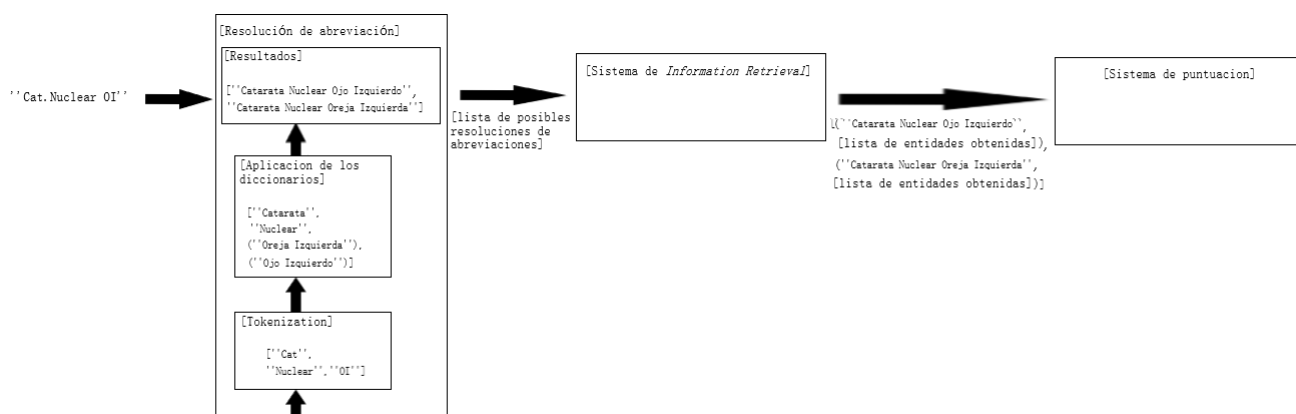 ''Cat.Nuclear OI''
[Resolución de abreviación]
[Resultados]
[''Catarata Nuclear Ojo Izquierdo'',
''Catarata Nuclear Oreja Izquierda'']
[Aplicacion de los
diccionarios]
[''Catarata'',
''Nuclear'',
(''Oreja Izquierda''),
(''Ojo Izquierdo'')]
[Tokenization]
[''Cat'',
''Nuclear'',''OI'']
[lista de posibles
resoluciones de
abreviaciones]
[Sistema de Information Retrieval]
[(``Catarata Nuclear Ojo Izquierdo``,
[lista de entidades obtenidas]),
(''Catarata Nuclear Oreja Izquierda'',
[lista de entidades obtenidas])]
[Sistema de puntuacion]